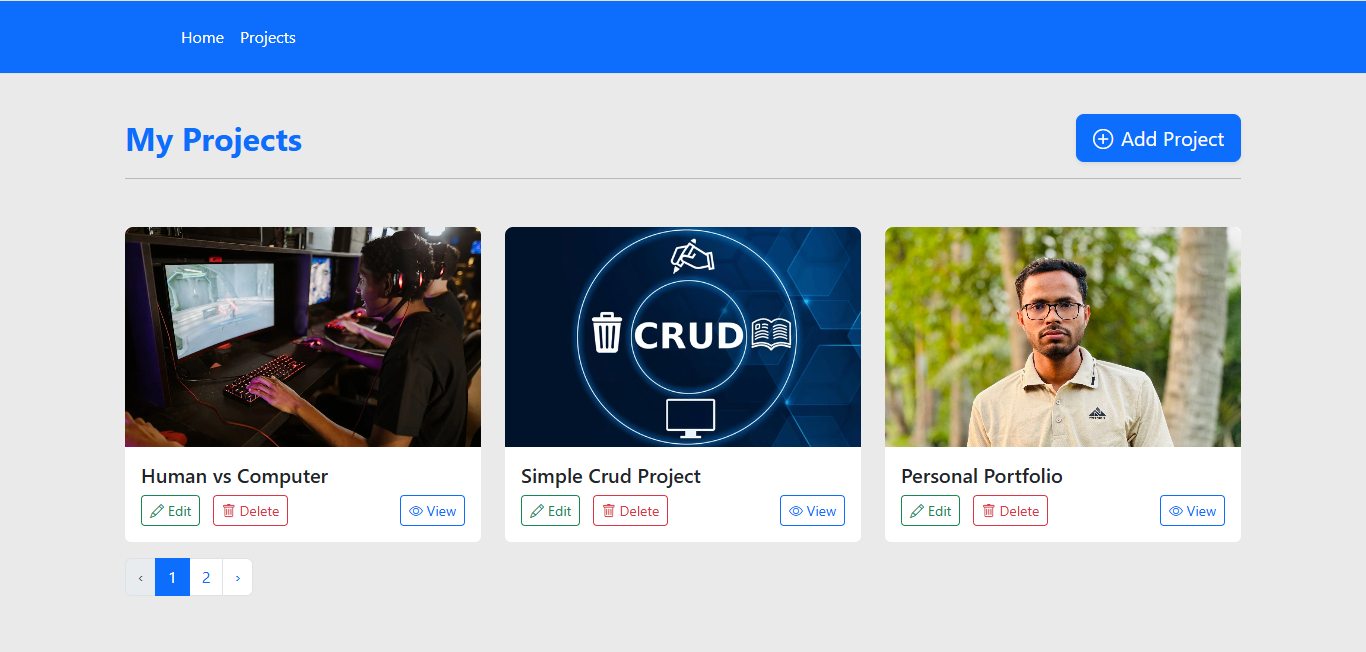 Home Projects
My Projects
Add Project
CRUD
Human vs Computer
Edit Delete View
Simple Crud Project
Edit Delete View
Personal Portfolio
Edit Delete View
‹ 1 2 ›